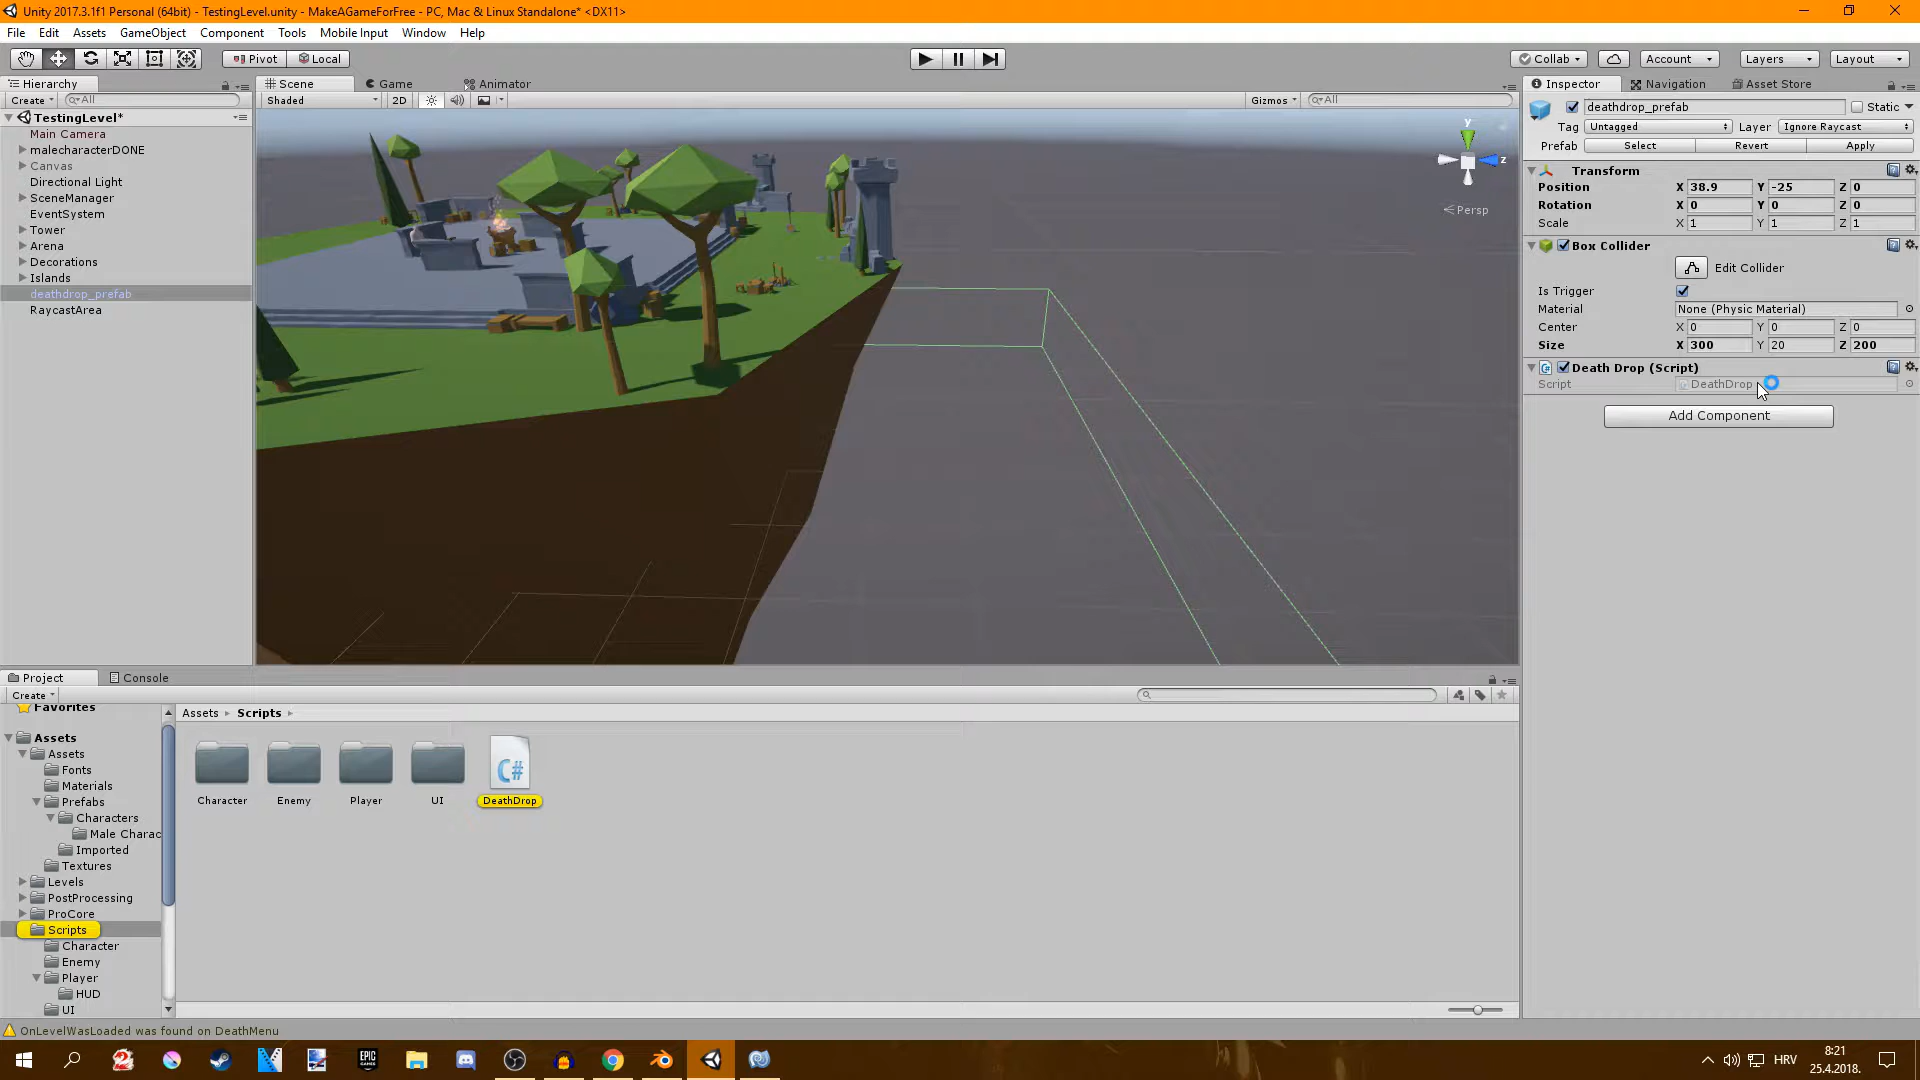 Unity 2017.3.1f1 Personal (64bit) - TestingLevel.unity - MakeAGameForFree - PC, Mac & Linux Standalone* <DX11>
File Edit Assets GameObject Component Tools Mobile Input Window Help
Pivot Local Collab Account Layers Layout
Hierarchy Scene Game Animator Inspector Navigation Asset Store
Create All Shaded 2D Gizmos All
TestingLevel*
Main Camera
malecharacterDONE
Canvas
Directional Light
SceneManager
EventSystem
Tower
Arena
Decorations
Islands
deathdrop_prefab
RaycastArea
y
z
Persp
deathdrop_prefab Static
Tag Untagged Layer Ignore Raycast
Prefab Select Revert Apply
Transform
Position X 38.9 Y -25 Z 0
Rotation X 0 Y 0 Z 0
Scale X 1 Y 1 Z 1
Box Collider
Edit Collider
Is Trigger
Material None (Physic Material)
Center X 0 Y 0 Z 0
Size X 300 Y 20 Z 200
Death Drop (Script)
Script DeathDrop
Add Component
Project Console
Create
Favorites
Assets
Assets
Fonts
Materials
Prefabs
Characters
Male Charac
Imported
Textures
Levels
PostProcessing
ProCore
Scripts
Character
Enemy
Player
HUD
UI
Assets Scripts
C#
Character Enemy Player UI DeathDrop
OnLevelWasLoaded was found on DeathMenu
EPIC GAMES
HRV
8:21
25.4.2018.